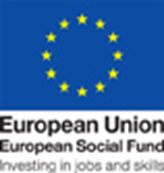 European Union
European Social Fund
Investing in jobs and skills